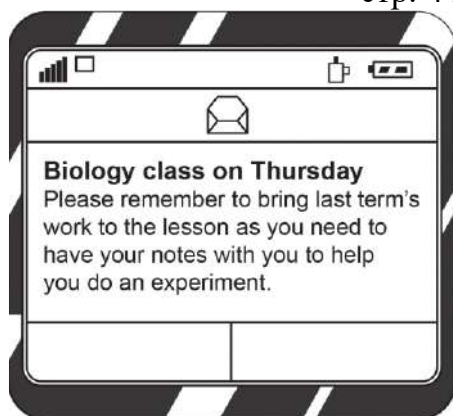 Biology class on Thursday
Please remember to bring last term's
work to the lesson as you need to
have your notes with you to help
you do an experiment.